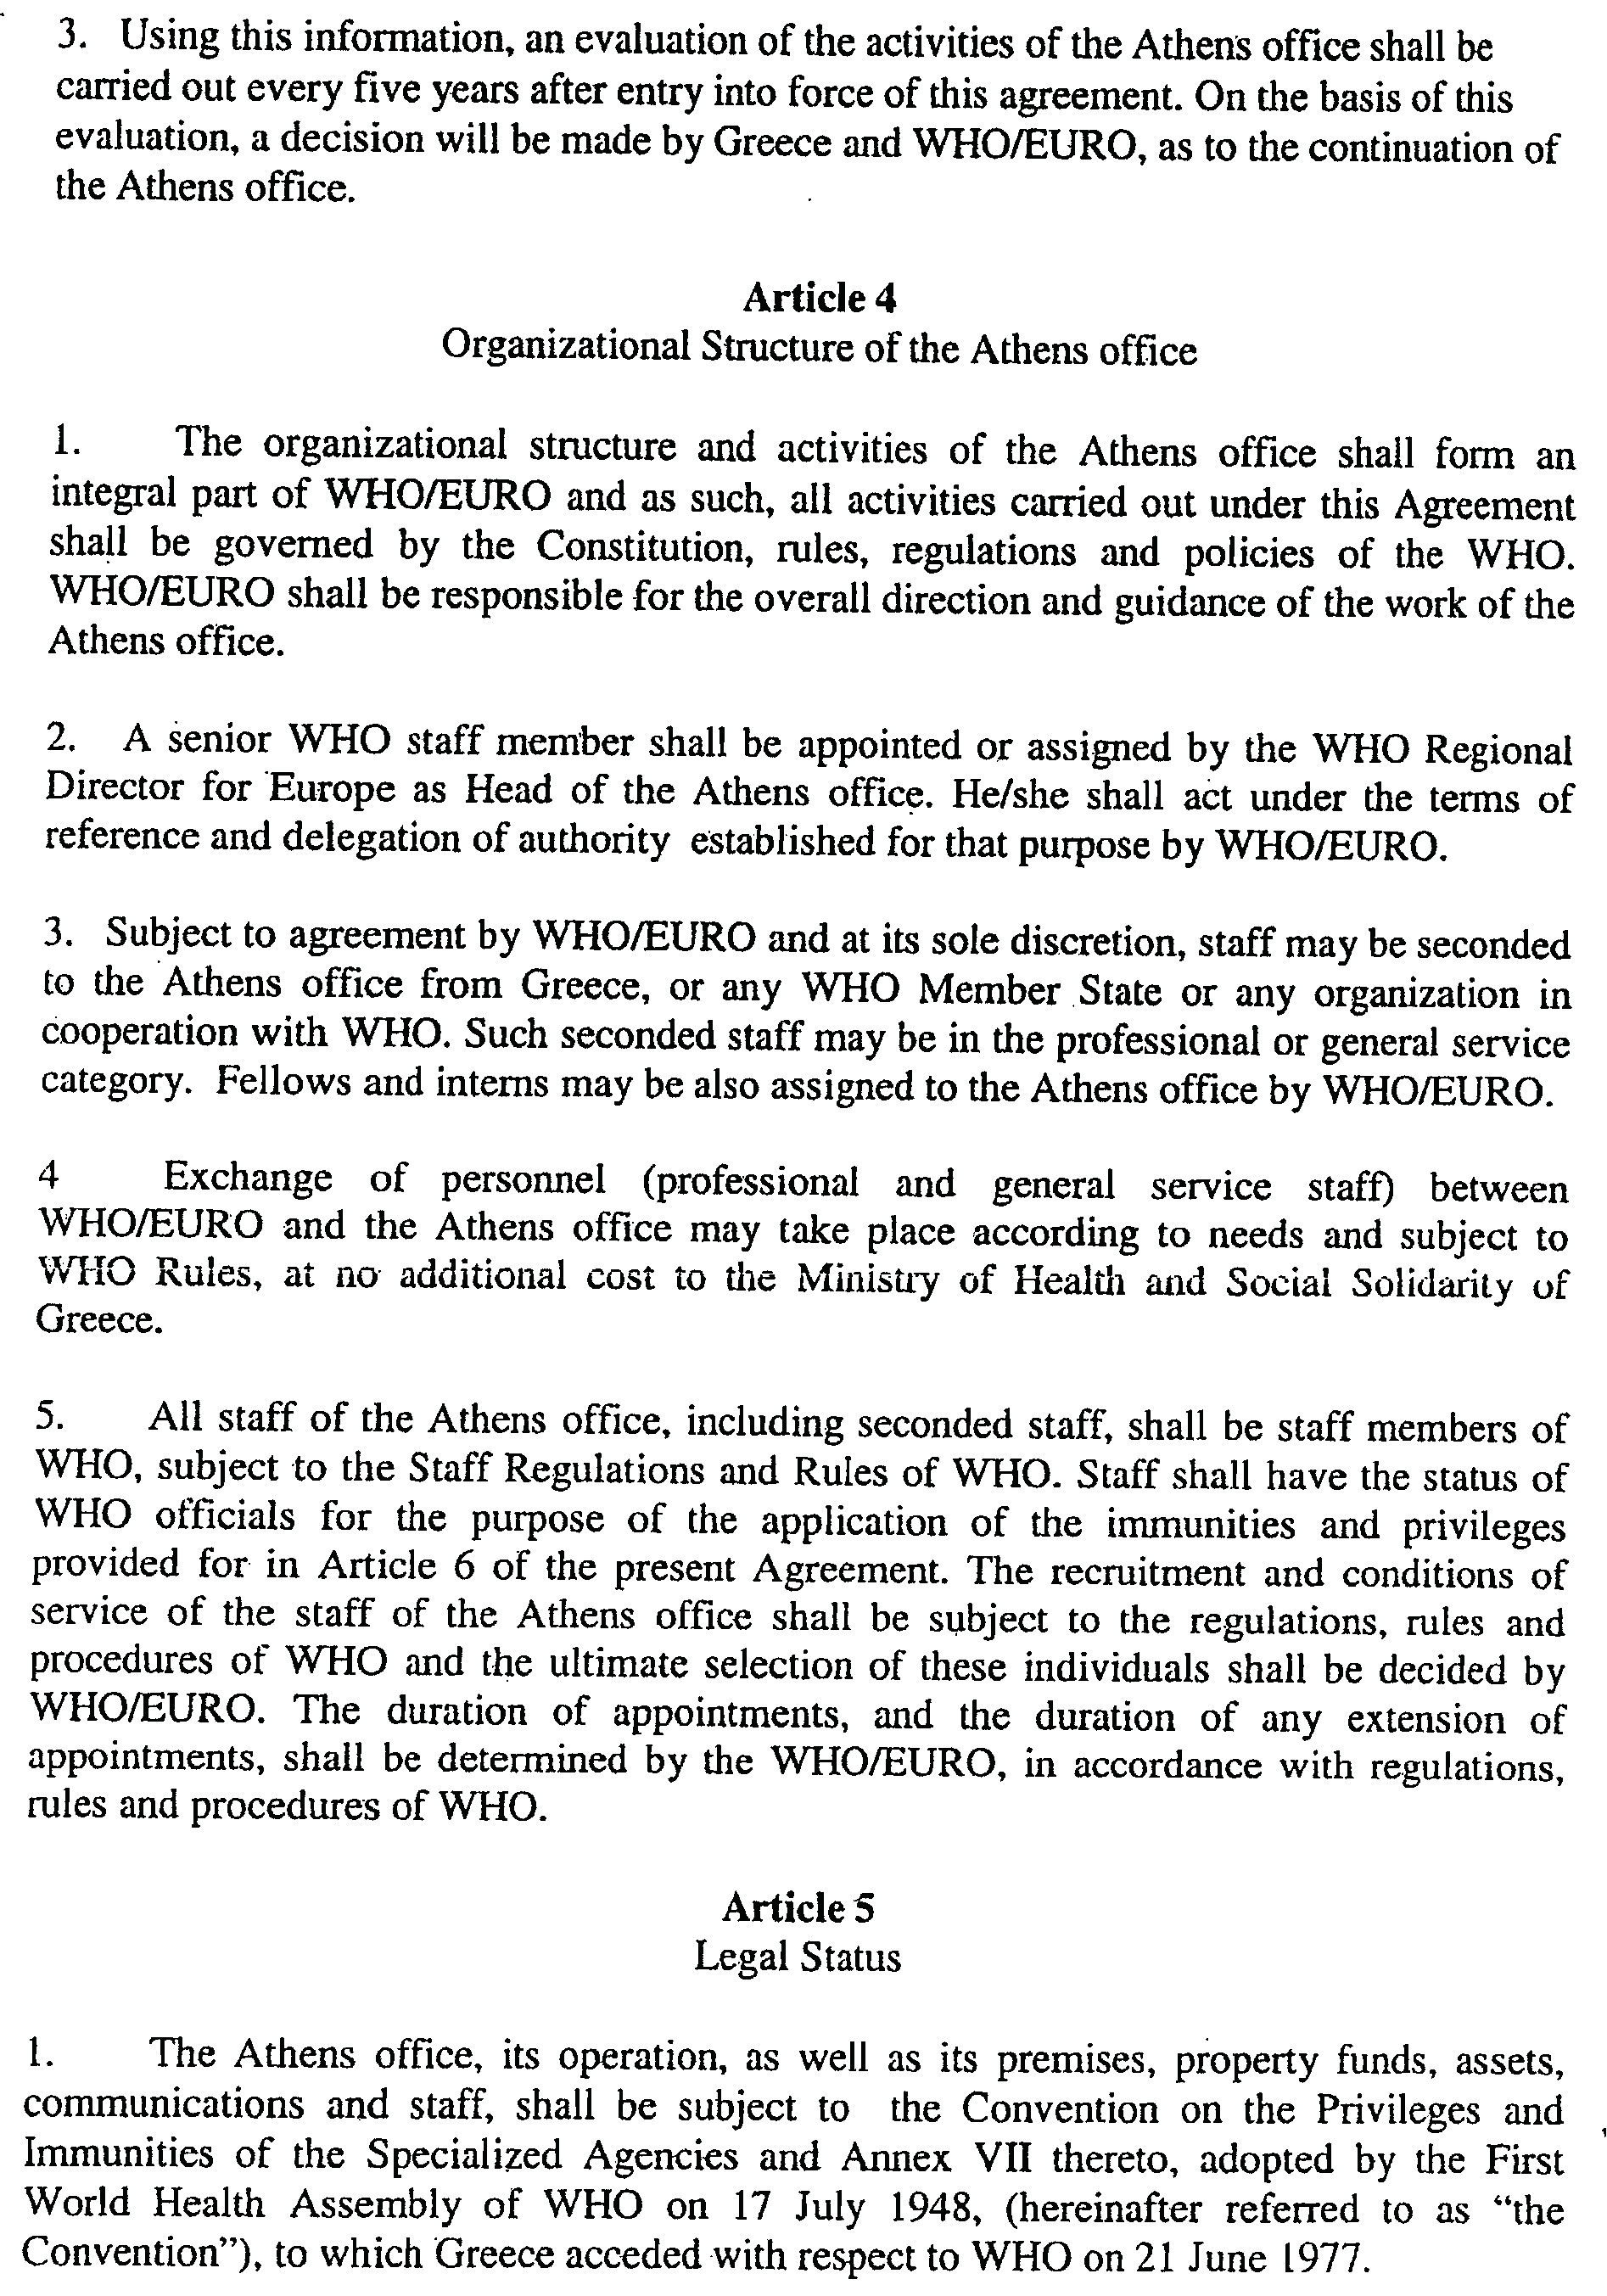 3. Using this information, an evaluation of the activities of the Athens office shall be
carried out every five years after entry into force of this agreement. On the basis of this
evaluation, a decision will be made by Greece and WHO/EURO, as to the continuation of
the Athens office.
Article 4
Organizational Structure of the Athens office
1. The organizational structure and activities of the Athens office shall form an
integral part of WHO/EURO and as such, all activities carried out under this Agreement
shall be governed by the Constitution, rules, regulations and policies of the WHO.
WHO/EURO shall be responsible for the overall direction and guidance of the work of the
Athens office.
2. A senior WHO staff member shall be appointed or assigned by the WHO Regional
Director for Europe as Head of the Athens office. He/she shall act under the terms of
reference and delegation of authority established for that purpose by WHO/EURO.
3. Subject to agreement by WHO/EURO and at its sole discretion, staff may be seconded
to the Athens office from Greece, or any WHO Member State or any organization in
cooperation with WHO. Such seconded staff may be in the professional or general service
category. Fellows and interns may be also assigned to the Athens office by WHO/EURO.
4 Exchange of personnel (professional and general service staff) between
WHO/EURO and the Athens office may take place according to needs and subject to
WHO Rules, at no additional cost to the Ministry of Health and Social Solidarity of
Greece.
5. All staff of the Athens office, including seconded staff, shall be staff members of
WHO, subject to the Staff Regulations and Rules of WHO. Staff shall have the status of
WHO officials for the purpose of the application of the immunities and privileges
provided for in Article 6 of the present Agreement. The recruitment and conditions of
service of the staff of the Athens office shall be subject to the regulations, rules and
procedures of WHO and the ultimate selection of these individuals shall be decided by
WHO/EURO. The duration of appointments, and the duration of any extension of
appointments, shall be determined by the WHO/EURO, in accordance with regulations,
rules and procedures of WHO.
Article 5
Legal Status
1. The Athens office, its operation, as well as its premises, property funds, assets,
communications and staff, shall be subject to the Convention on the Privileges and
Immunities of the Specialized Agencies and Annex VII thereto, adopted by the First
World Health Assembly of WHO on 17 July 1948, (hereinafter referred to as “the
Convention”), to which Greece acceded with respect to WHO on 21 June 1977.